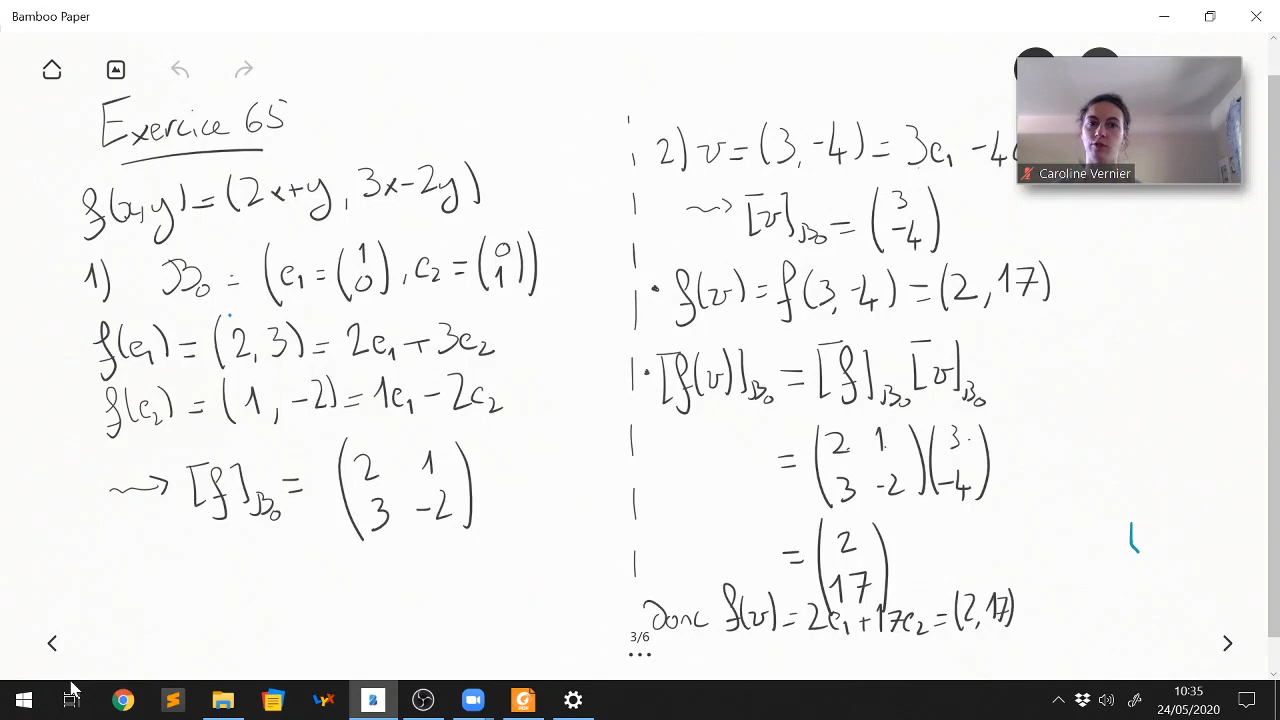 Bamboo Paper
Exercice 65
f(x,y) = (2x+y, 3x-2y)
1) B₀ = (e₁ = (1 0), e₂ = (0 1))
f(e₁) = (2, 3) = 2e₁ + 3e₂
f(e₂) = (1, -2) = 1e₁ - 2e₂
⇝ [f]B₀ = (2 1
3 -2)
2) v = (3, -4) = 3e₁ - 4
⇝ [v]B₀ = (3 -4)
• f(v) = f(3, -4) = (2, 17)
• [f(v)]B₀ = [f]B₀ [v]B₀
= (2 1 3 -2)(3 -4)
= (2 17)
Donc f(v) = 2e₁ + 17e₂ = (2, 17)
Caroline Vernier
3/6
10:35
24/05/2020